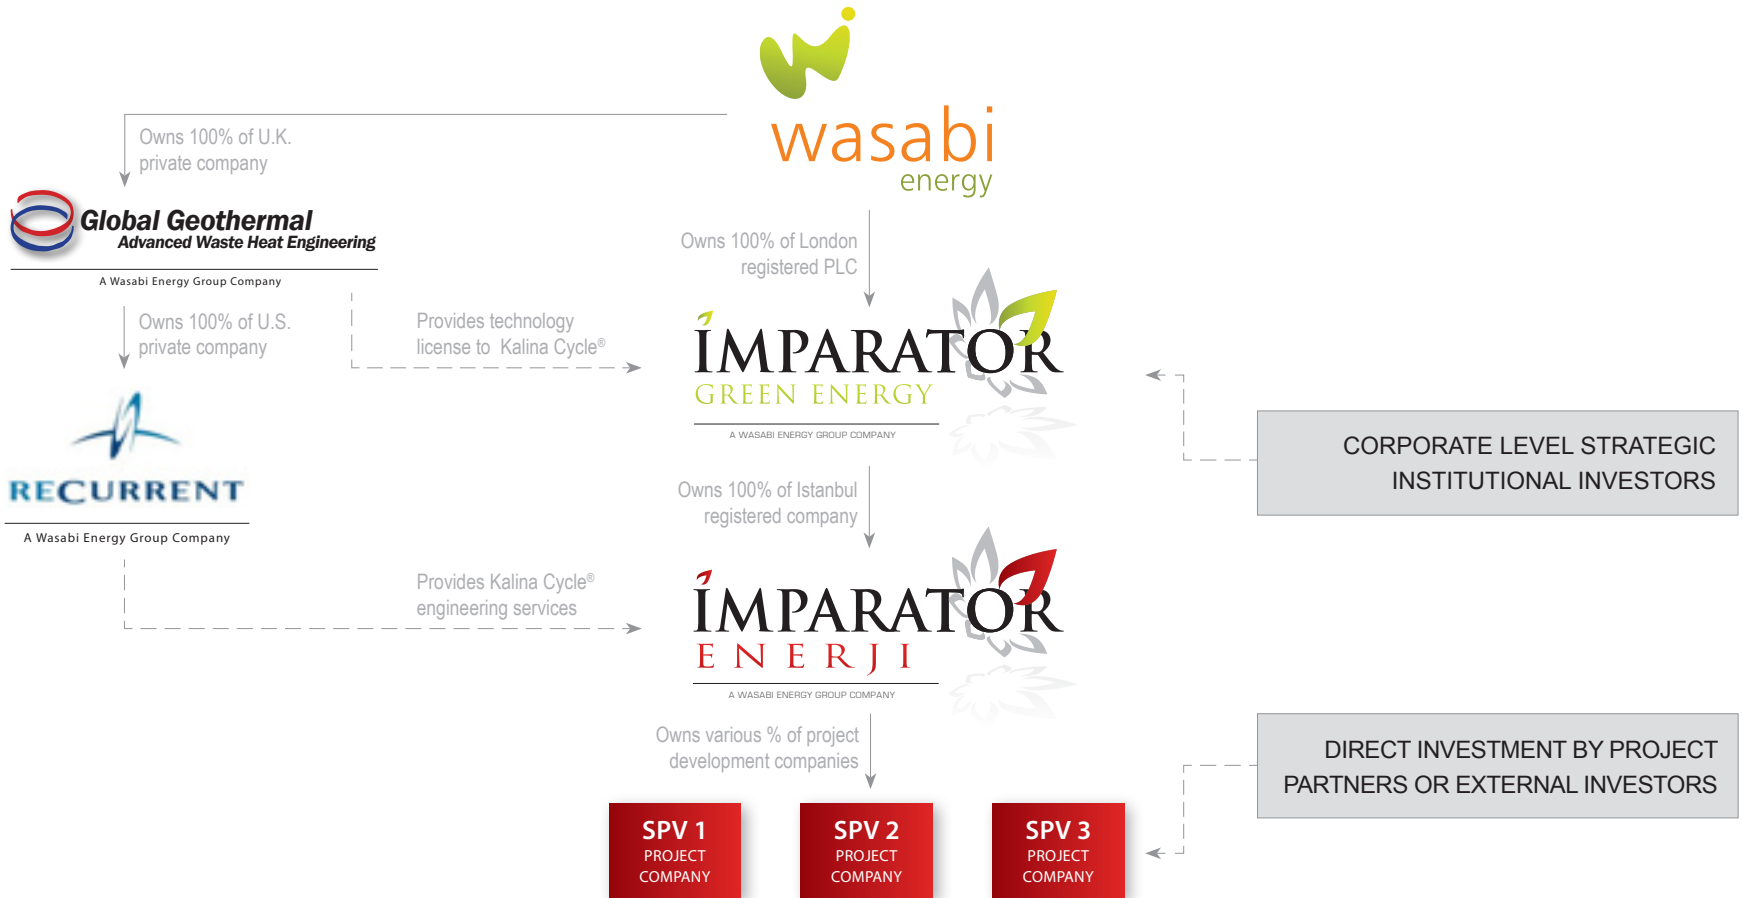 wasabi
energy
Owns 100% of U.K.
private company
Global Geothermal
Advanced Waste Heat Engineering
A Wasabi Energy Group Company
Owns 100% of London
registered PLC
Owns 100% of U.S.
private company
Provides technology
license to Kalina Cycle®
İMPARATOR
GREEN ENERGY
A WASABI ENERGY GROUP COMPANY
CORPORATE LEVEL STRATEGIC
INSTITUTIONAL INVESTORS
RECURRENT
A Wasabi Energy Group Company
Owns 100% of Istanbul
registered company
Provides Kalina Cycle®
engineering services
İMPARATOR
ENERJI
A WASABI ENERGY GROUP COMPANY
Owns various % of project
development companies
DIRECT INVESTMENT BY PROJECT
PARTNERS OR EXTERNAL INVESTORS
SPV 1
PROJECT
COMPANY
SPV 2
PROJECT
COMPANY
SPV 3
PROJECT
COMPANY